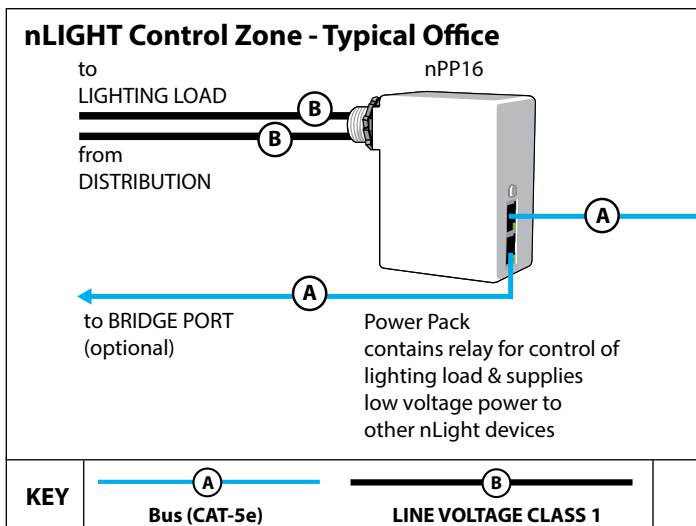 nLIGHT Control Zone - Typical Office
to
LIGHTING LOAD
nPP16
B
B
from
DISTRIBUTION
A
A
to BRIDGE PORT
(optional)
Power Pack
contains relay for control of
lighting load & supplies
low voltage power to
other nLight devices
KEY
A
Bus (CAT-5e)
B
LINE VOLTAGE CLASS 1